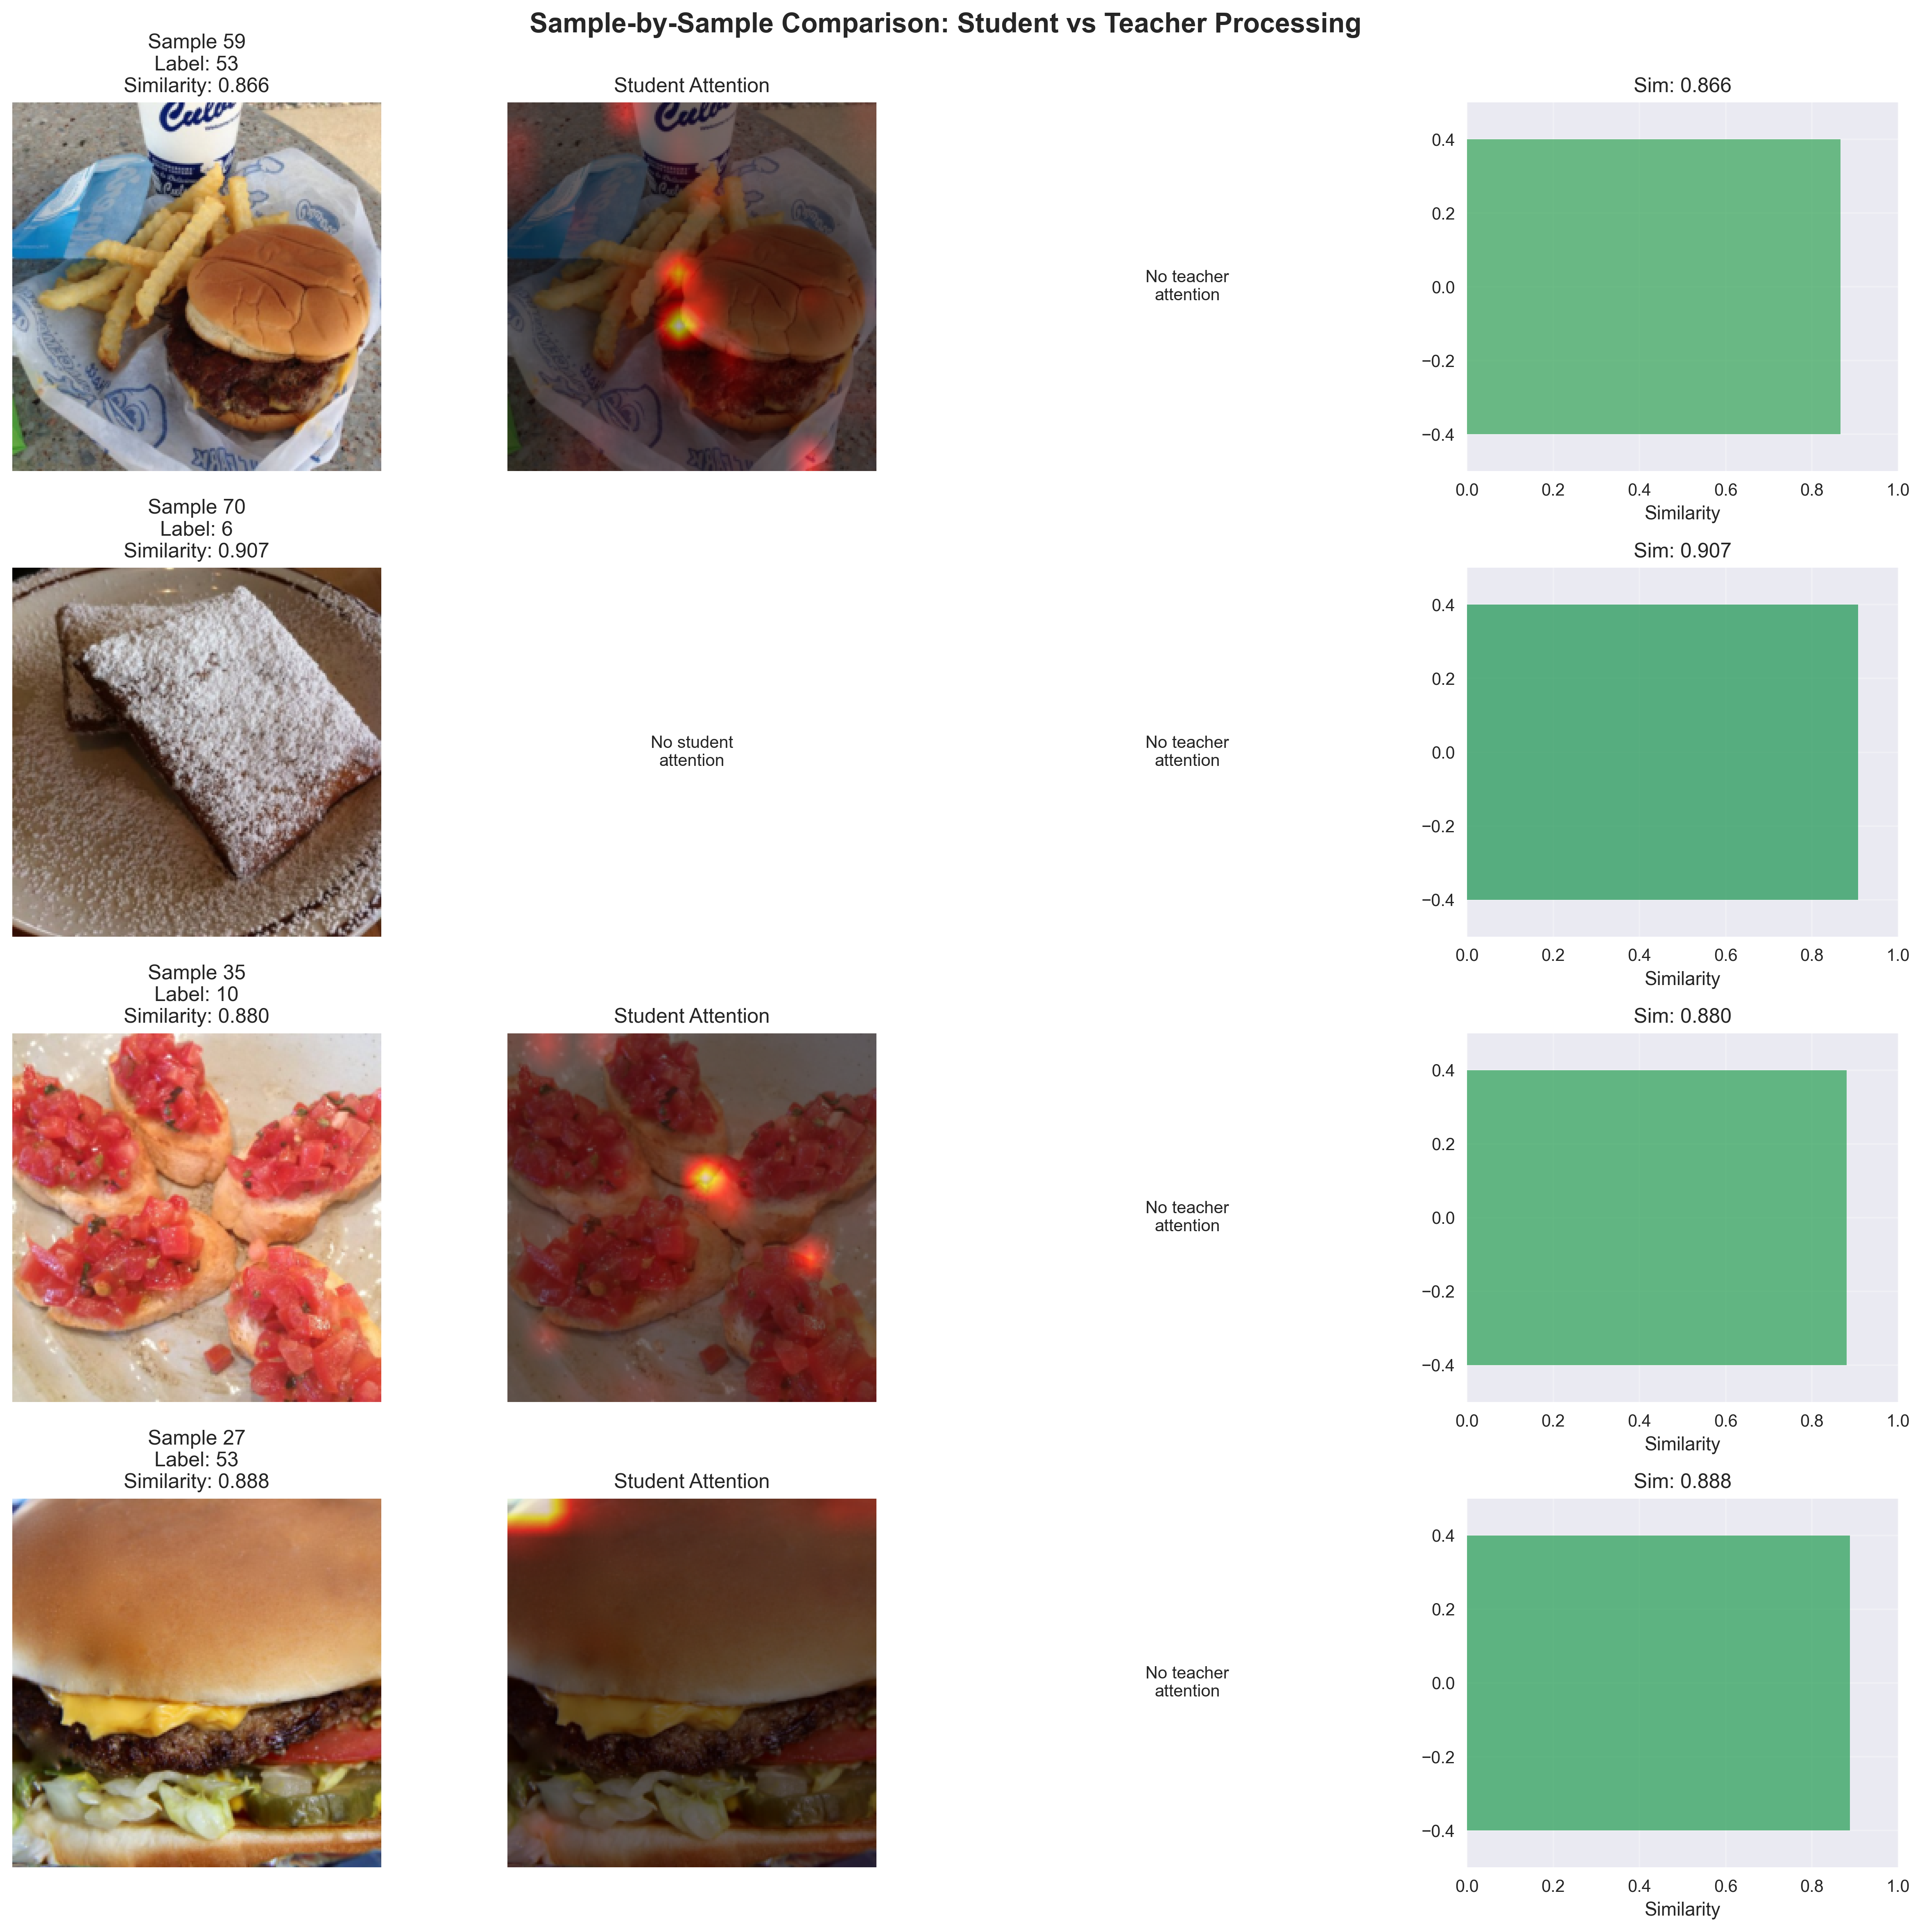 Sample-by-Sample Comparison: Student vs Teacher Processing
Sample 59
Label: 53
Similarity: 0.866
Student Attention
No teacher
attention
Sim: 0.866
0.4
0.2
0.0
−0.2
−0.4
0.0 0.2 0.4 0.6 0.8 1.0
Similarity
Sample 70
Label: 6
Similarity: 0.907
No student
attention
No teacher
attention
Sim: 0.907
0.4
0.2
0.0
−0.2
−0.4
0.0 0.2 0.4 0.6 0.8 1.0
Similarity
Sample 35
Label: 10
Similarity: 0.880
Student Attention
No teacher
attention
Sim: 0.880
0.4
0.2
0.0
−0.2
−0.4
0.0 0.2 0.4 0.6 0.8 1.0
Similarity
Sample 27
Label: 53
Similarity: 0.888
Student Attention
No teacher
attention
Sim: 0.888
0.4
0.2
0.0
−0.2
−0.4
0.0 0.2 0.4 0.6 0.8 1.0
Similarity